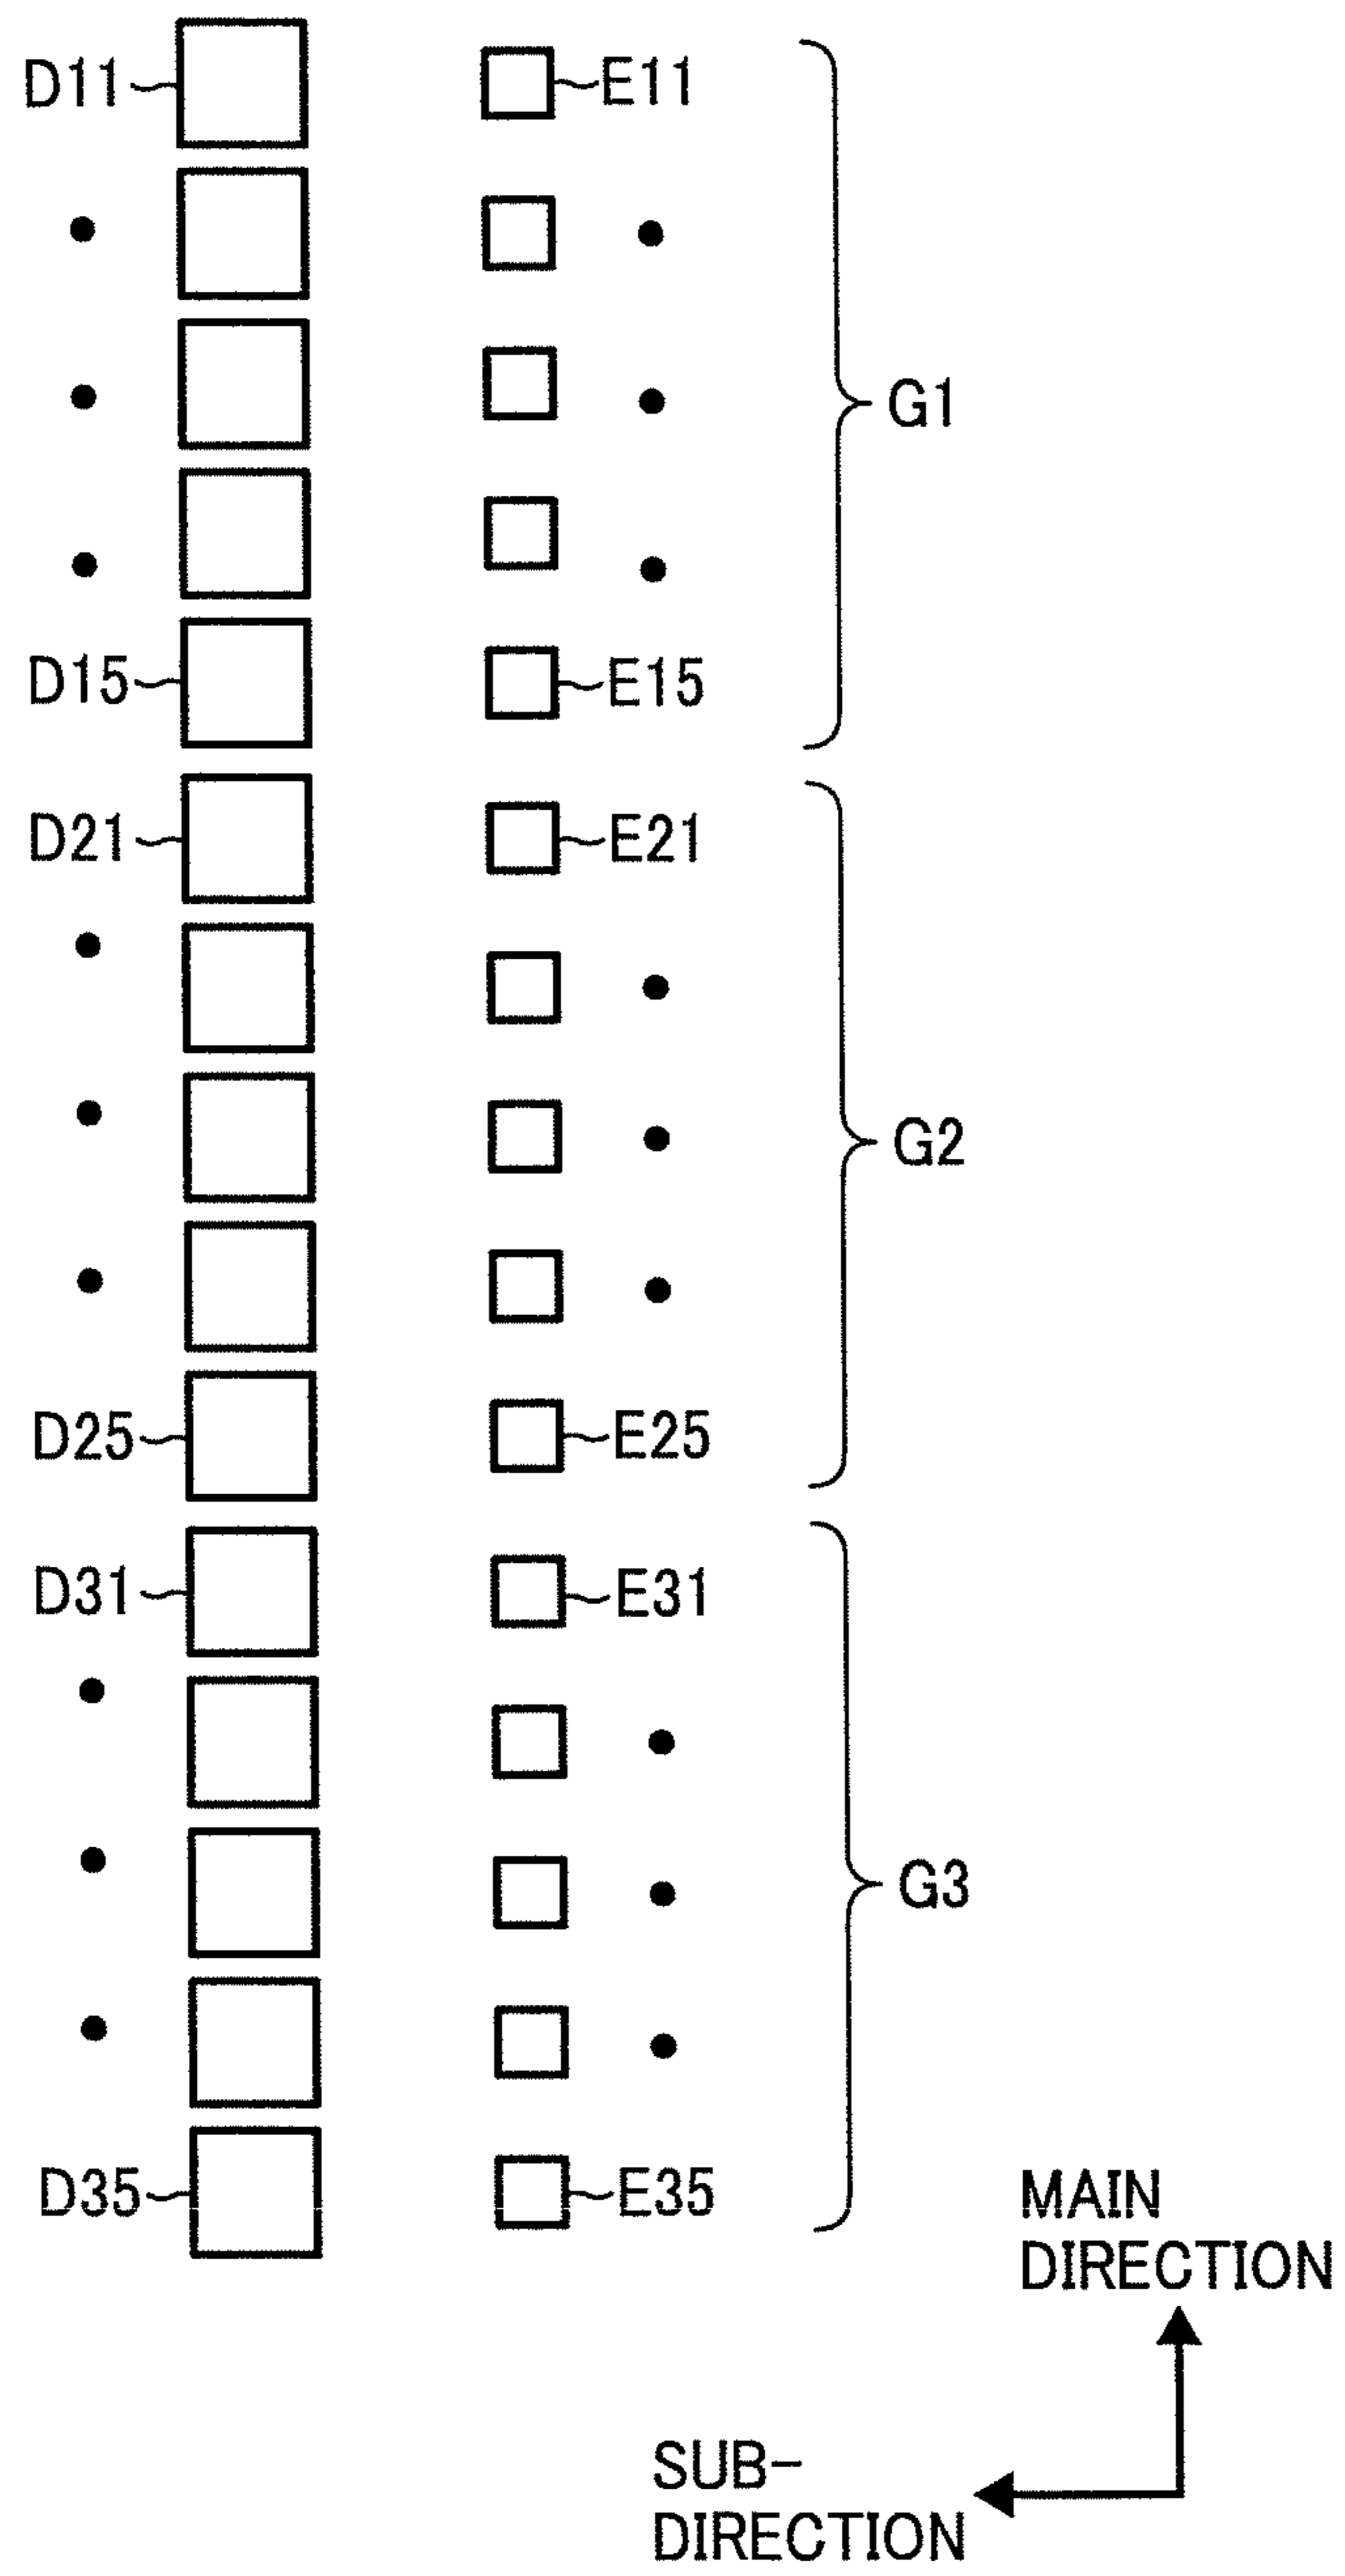 D11 E11
G1
D15 E15
D21 E21
G2
D25 E25
D31 E31
G3
D35 E35
MAIN
DIRECTION
SUB-
DIRECTION